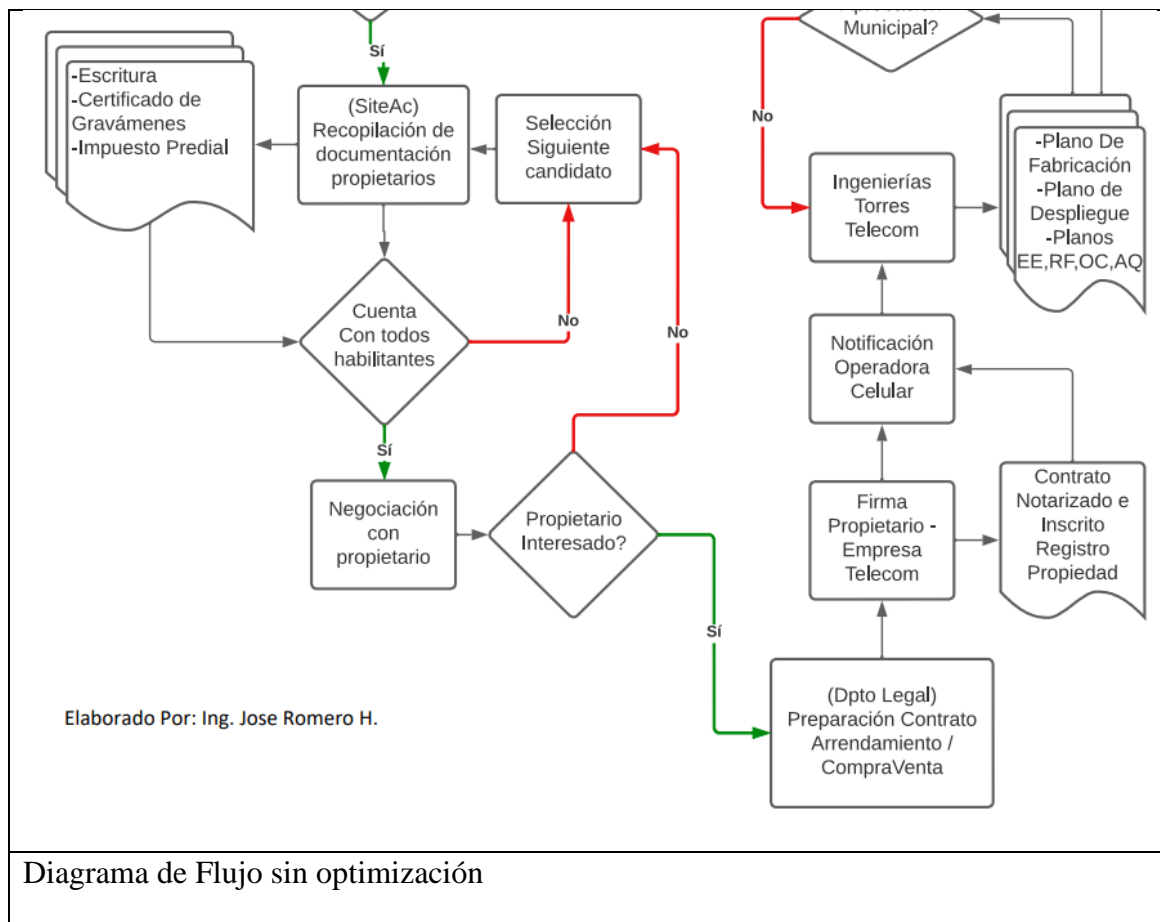 Sí
-Escritura
-Certificado de
Gravámenes
-Impuesto Predial
(SiteAc)
Recopilación de
documentación
propietarios
Selección
Siguiente
candidato
Cuenta
Con todos
habilitantes
No
No
Sí
Negociación
con
propietario
Propietario
Interesado?
Sí
(Dpto Legal)
Preparación Contrato
Arrendamiento /
CompraVenta
Firma
Propietario -
Empresa
Telecom
Contrato
Notarizado e
Inscrito
Registro
Propiedad
Notificación
Operadora
Celular
Ingenierías
Torres
Telecom
-Plano De
Fabricación
-Plano de
Despliegue
-Planos
EE,RF,OC,AQ
Municipal?
No
Elaborado Por: Ing. Jose Romero H.
Diagrama de Flujo sin optimización